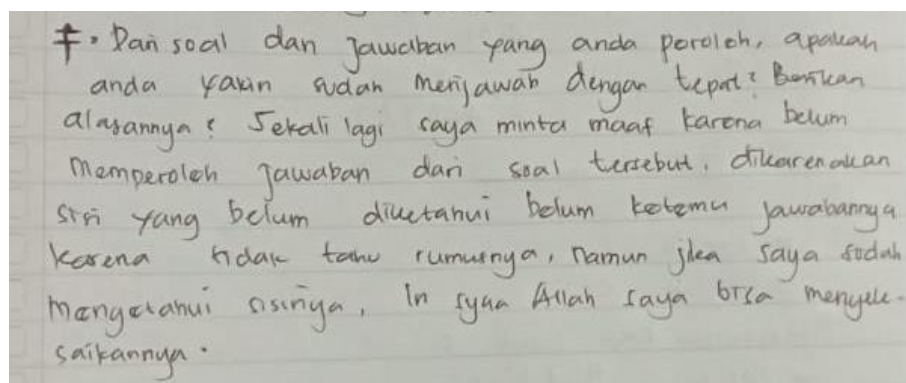 F. Dari soal dan jawaban yang anda peroleh, apakah
anda yakin sudah menjawab dengan tepat? Berikan
alasannya? Sekali lagi saya minta maaf karena belum
memperoleh jawaban dari soal tersebut, dikarenakan
sisi yang belum diketahui belum ketemu jawabannya
karena tidak tahu rumusnya, namun jika saya sudah
mengetahui sisinya, In syaa Allah saya bisa menyele-
saikannya.